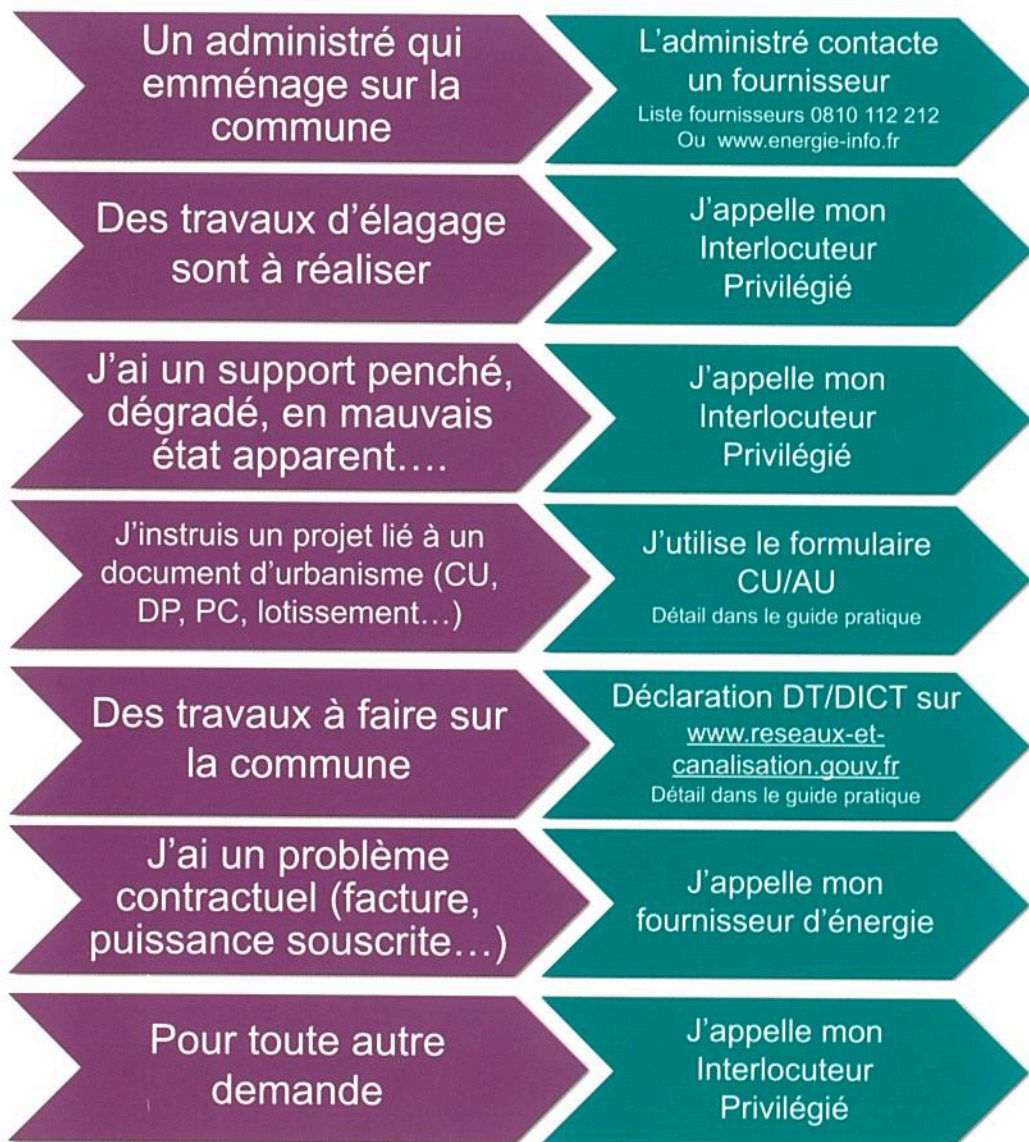 Un administré qui
emménage sur la
commune
L'administré contacte
un fournisseur
Liste fournisseurs 0810 112 212
Ou www.energie-info.fr
Des travaux d'élagage
sont à réaliser
J'appelle mon
Interlocuteur
Privilégié
J'ai un support penché,
dégradé, en mauvais
état apparent....
J'appelle mon
Interlocuteur
Privilégié
J'instruis un projet lié à un
document d'urbanisme (CU,
DP, PC, lotissement...)
J'utilise le formulaire
CU/AU
Détail dans le guide pratique
Des travaux à faire sur
la commune
Déclaration DT/DICT sur
www.reseaux-et-
canalisation.gouv.fr
Détail dans le guide pratique
J'ai un problème
contractuel (facture,
puissance souscrite...)
J'appelle mon
fournisseur d'énergie
Pour toute autre
demande
J'appelle mon
Interlocuteur
Privilégié